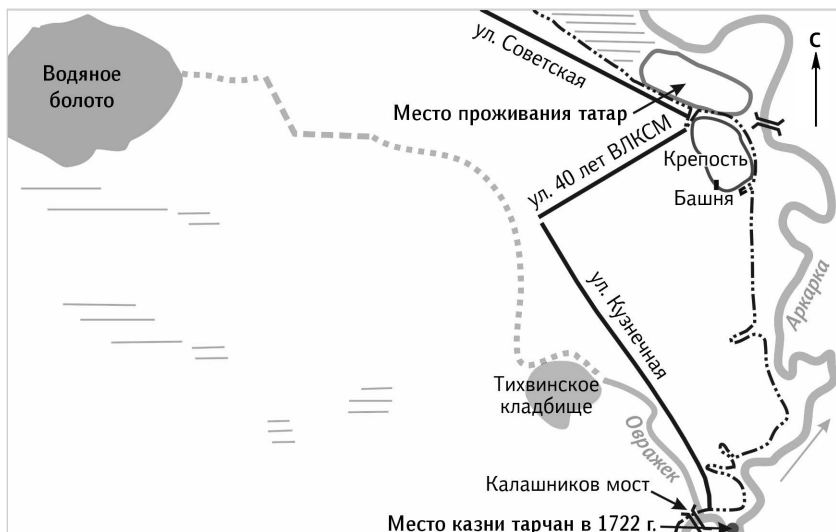 ул. Советская
С
Водяное
болото
Место проживания татар
ул. 40 лет ВЛКСМ
Крепость
Башня
Аркарка
ул. Кузнечная
Тихвинское
кладбище
Овражек
Калашников мост
Место казни тарчан в 1722 г.